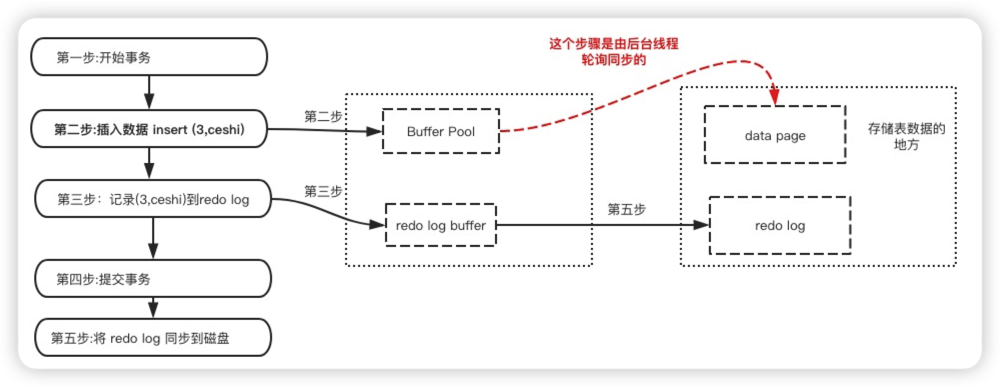 第一步:开始事务
第二步:插入数据 insert (3,ceshi)
第三步：记录(3,ceshi)到redo log
第四步:提交事务
第五步:将 redo log 同步到磁盘
第二步
第三步
Buffer Pool
redo log buffer
这个步骤是由后台线程
轮询同步的
第五步
data page
redo log
存储表数据的
地方